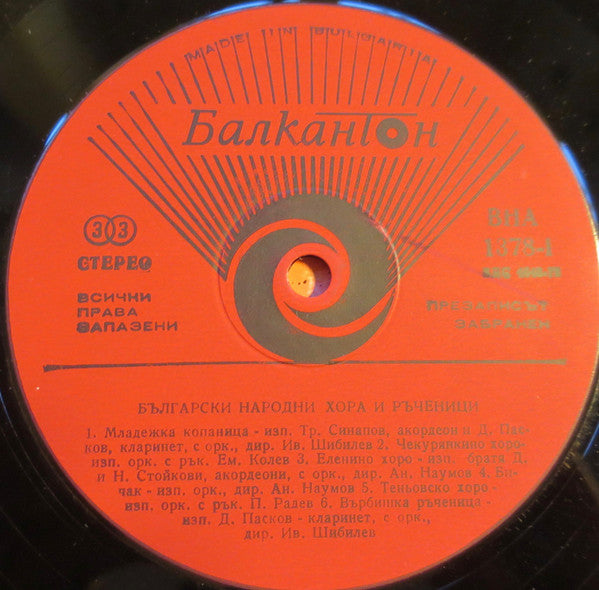 MADE IN BULGARIA
Балкантон
33
СТЕРЕО
ВСИЧНИ
ПРАВА
ЗАПАЗЕНИ
ВНА
1378-I
ПРЕЗАПИСЪТ
ЗАБРАНЕН
БЪЛГАРСКИ НАРОДНИ ХОРА И РЪЧЕНИЦИ
1. Младежка копаница - изп. Тр. Синапов, акордеон и Д. Пас-
ков, кларинет, с орк., дир. Ив. Шибилев 2. Чекурянкино хоро-
изп. орк. с рък. Ем. Колев 3. Еленино хоро - изп. братя Д.
и Н. Стойкови, акордеони, с орк., дир. Ан. Наумов 4. Би-
чак - изп. орк., дир. Ан. Наумов 5. Теньовско хоро -
изп. орк. с рък. П. Радев 6. Върбишка ръченица -
изп. Д. Пасков - кларинет, с орк.,
дир. Ив. Шибилев